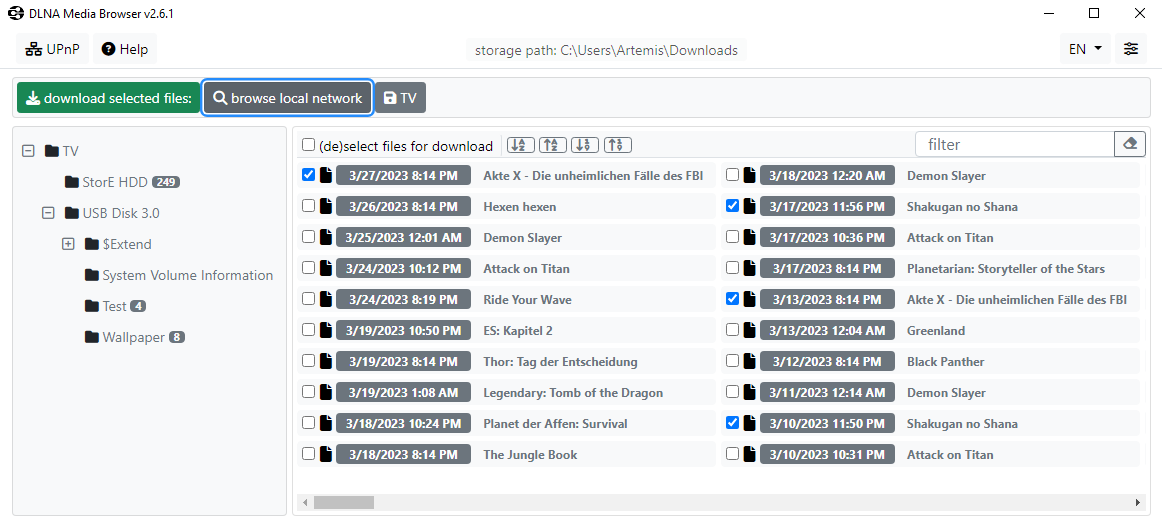 DLNA Media Browser v2.6.1
UPnP Help storage path: C:\Users\Artemis\Downloads EN
download selected files: browse local network TV
TV
StorE HDD 249
USB Disk 3.0
$Extend
System Volume Information
Test 4
Wallpaper 8
(de)select files for download filter
3/27/2023 8:14 PM Akte X - Die unheimlichen Fälle des FBI
3/26/2023 8:14 PM Hexen hexen
3/25/2023 12:01 AM Demon Slayer
3/24/2023 10:12 PM Attack on Titan
3/24/2023 8:19 PM Ride Your Wave
3/19/2023 10:50 PM ES: Kapitel 2
3/19/2023 8:14 PM Thor: Tag der Entscheidung
3/19/2023 1:08 AM Legendary: Tomb of the Dragon
3/18/2023 10:24 PM Planet der Affen: Survival
3/18/2023 8:14 PM The Jungle Book
3/18/2023 12:20 AM Demon Slayer
3/17/2023 11:56 PM Shakugan no Shana
3/17/2023 10:36 PM Attack on Titan
3/17/2023 8:14 PM Planetarian: Storyteller of the Stars
3/13/2023 8:14 PM Akte X - Die unheimlichen Fälle des FBI
3/13/2023 12:04 AM Greenland
3/12/2023 8:14 PM Black Panther
3/11/2023 12:14 AM Demon Slayer
3/10/2023 11:50 PM Shakugan no Shana
3/10/2023 10:31 PM Attack on Titan